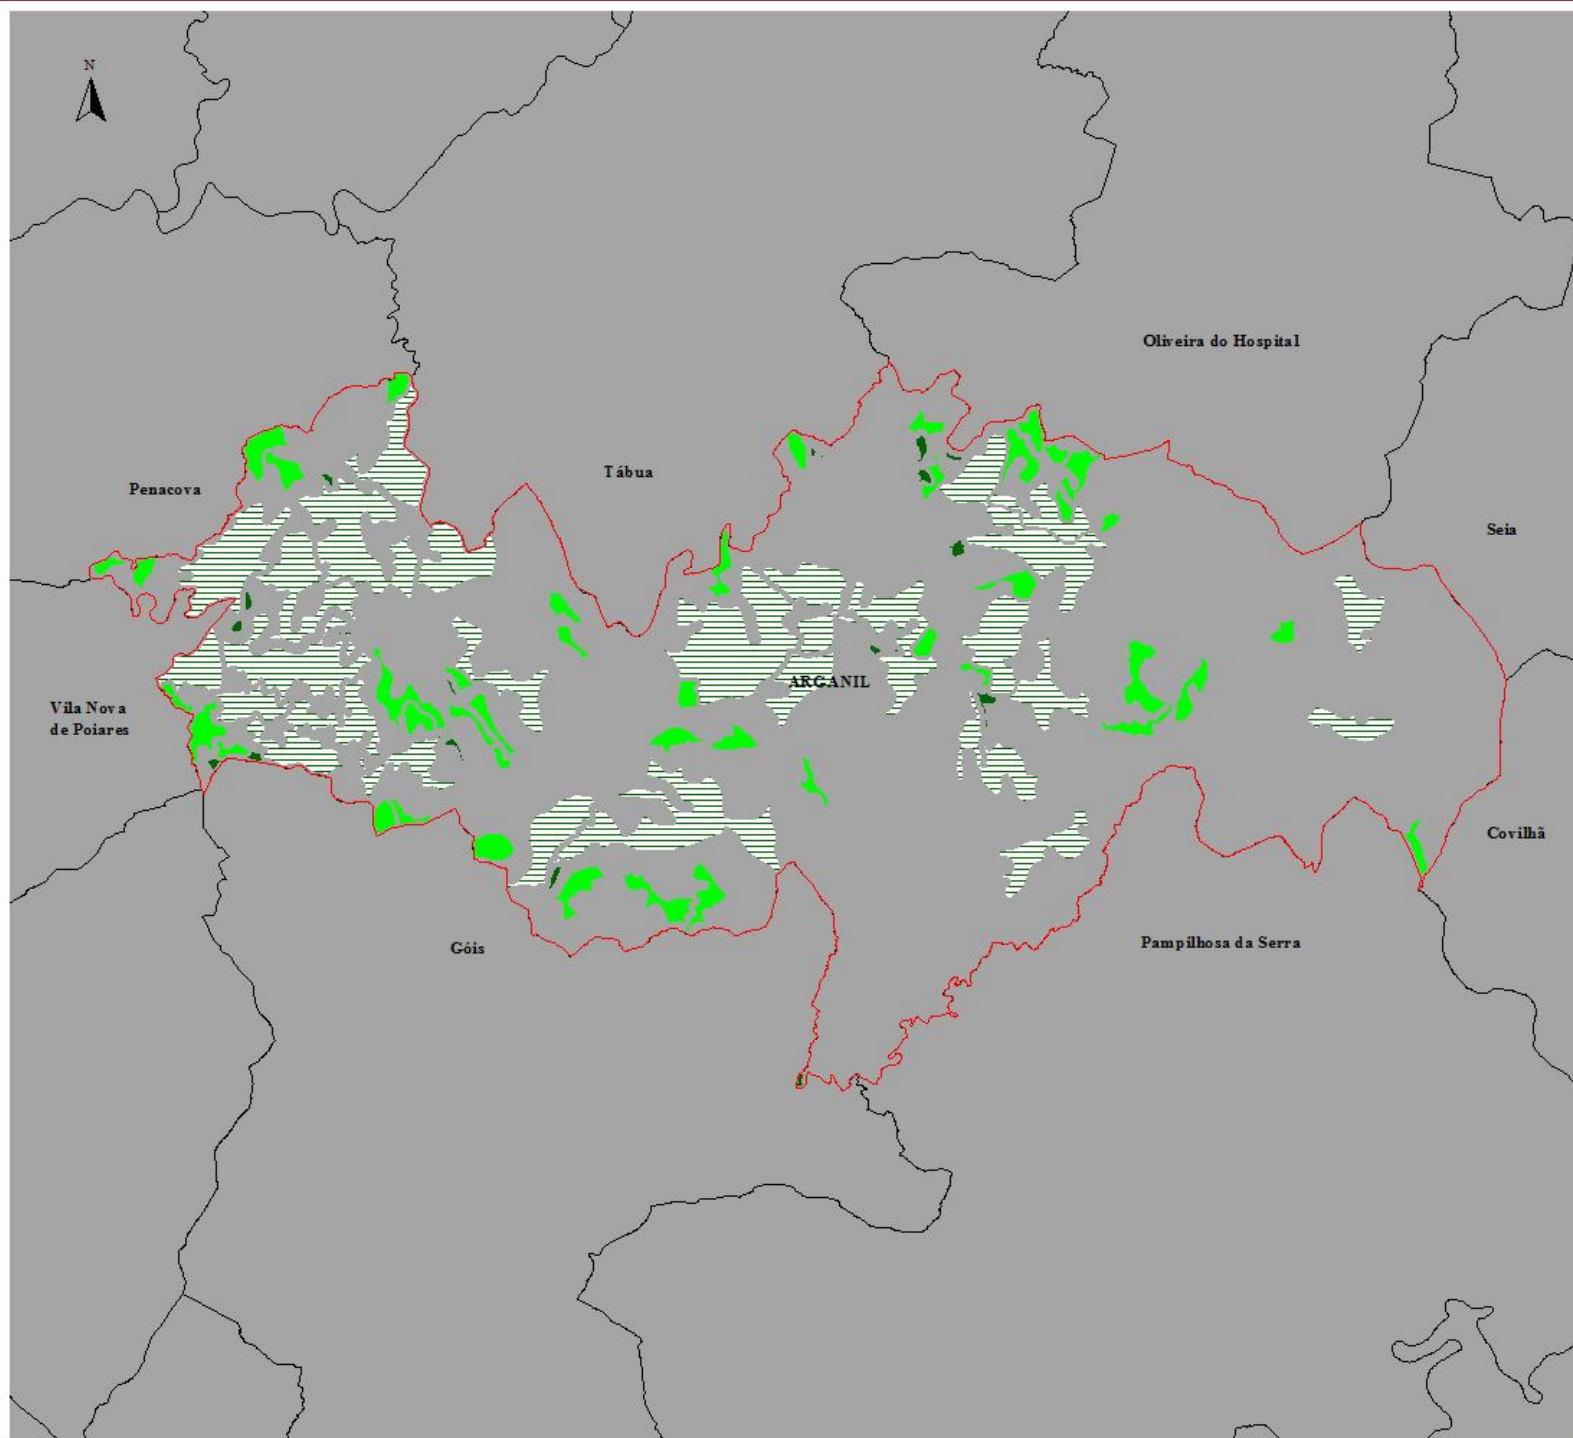 N
Oliveira do Hospital
Tábua
Penacova
Seia
ARGANIL
Vila Nova
de Poiares
Covilhã
Góis
Pampilhosa da Serra